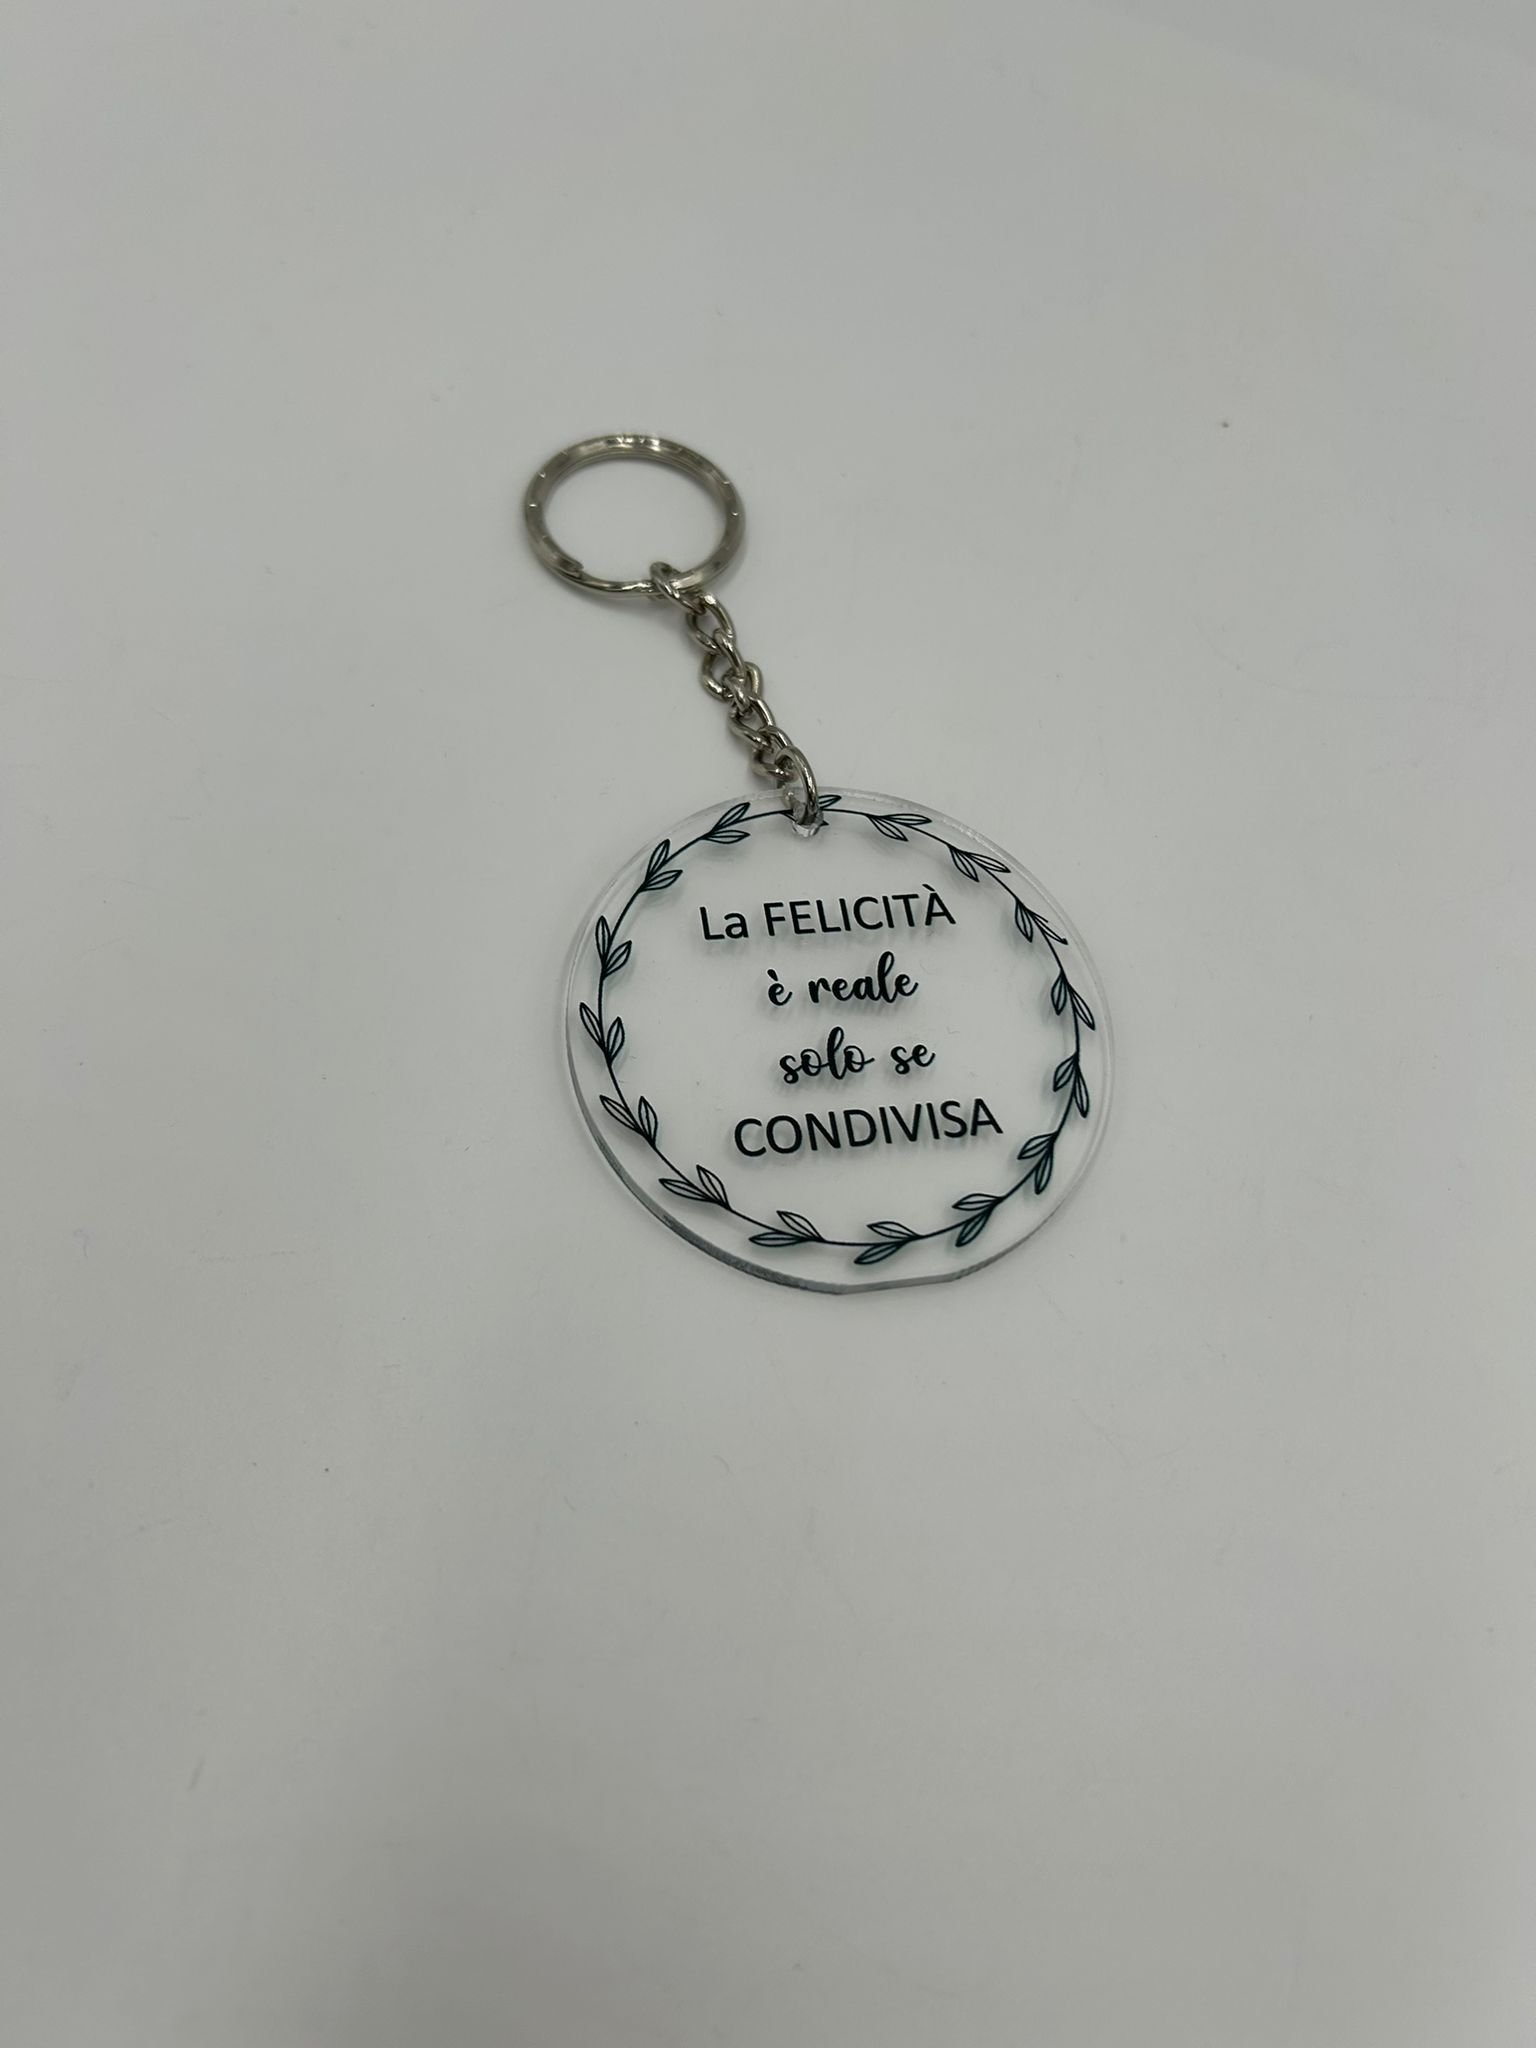 La FELICITÀ
è reale
solo se
CONDIVISA